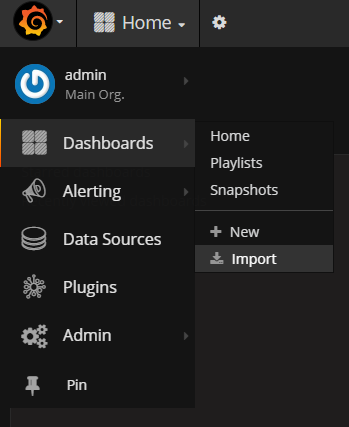 Home
admin
Main Org.
Dashboards
Home
Playlists
Snapshots
New
Import
Alerting
Data Sources
Plugins
Admin
Pin